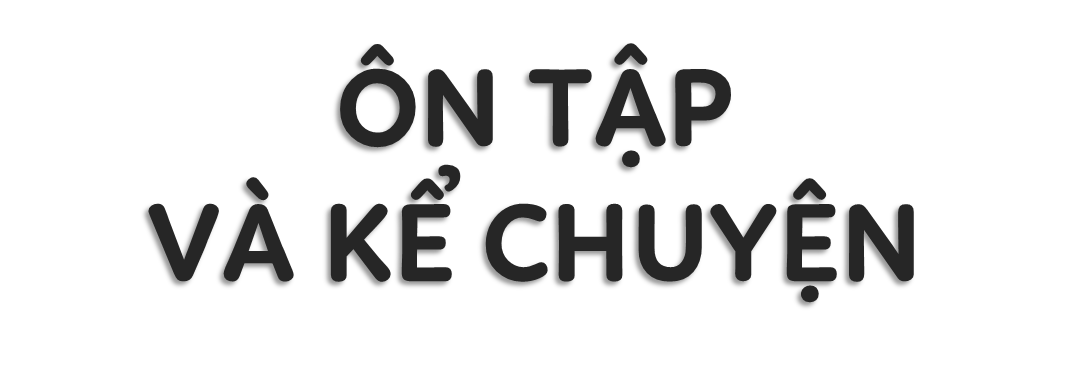 ÔN TẬP
VÀ KỂ CHUYỆN